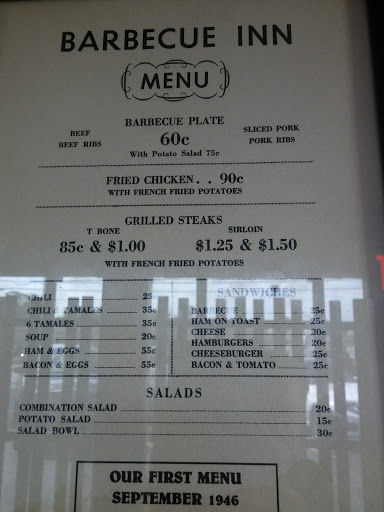 BARBECUE INN
MENU
BARBECUE PLATE
BEEF 60c SLICED PORK
BEEF RIBS PORK RIBS
With Potato Salad 75c
FRIED CHICKEN . . 90c
WITH FRENCH FRIED POTATOES
GRILLED STEAKS
T BONE SIRLOIN
85c & $1.00 $1.25 & $1.50
WITH FRENCH FRIED POTATOES
CHILI 25c
CHILI & TAMALES 35c
6 TAMALES 35c
SOUP 20c
HAM & EGGS 55c
BACON & EGGS 55c
SANDWICHES
BARBECUE 25c
HAM ON TOAST 25c
CHEESE 20c
HAMBURGERS 20c
CHEESEBURGER 25c
BACON & TOMATO 25c
SALADS
COMBINATION SALAD 20c
POTATO SALAD 15c
SALAD BOWL 30c
OUR FIRST MENU
SEPTEMBER 1946